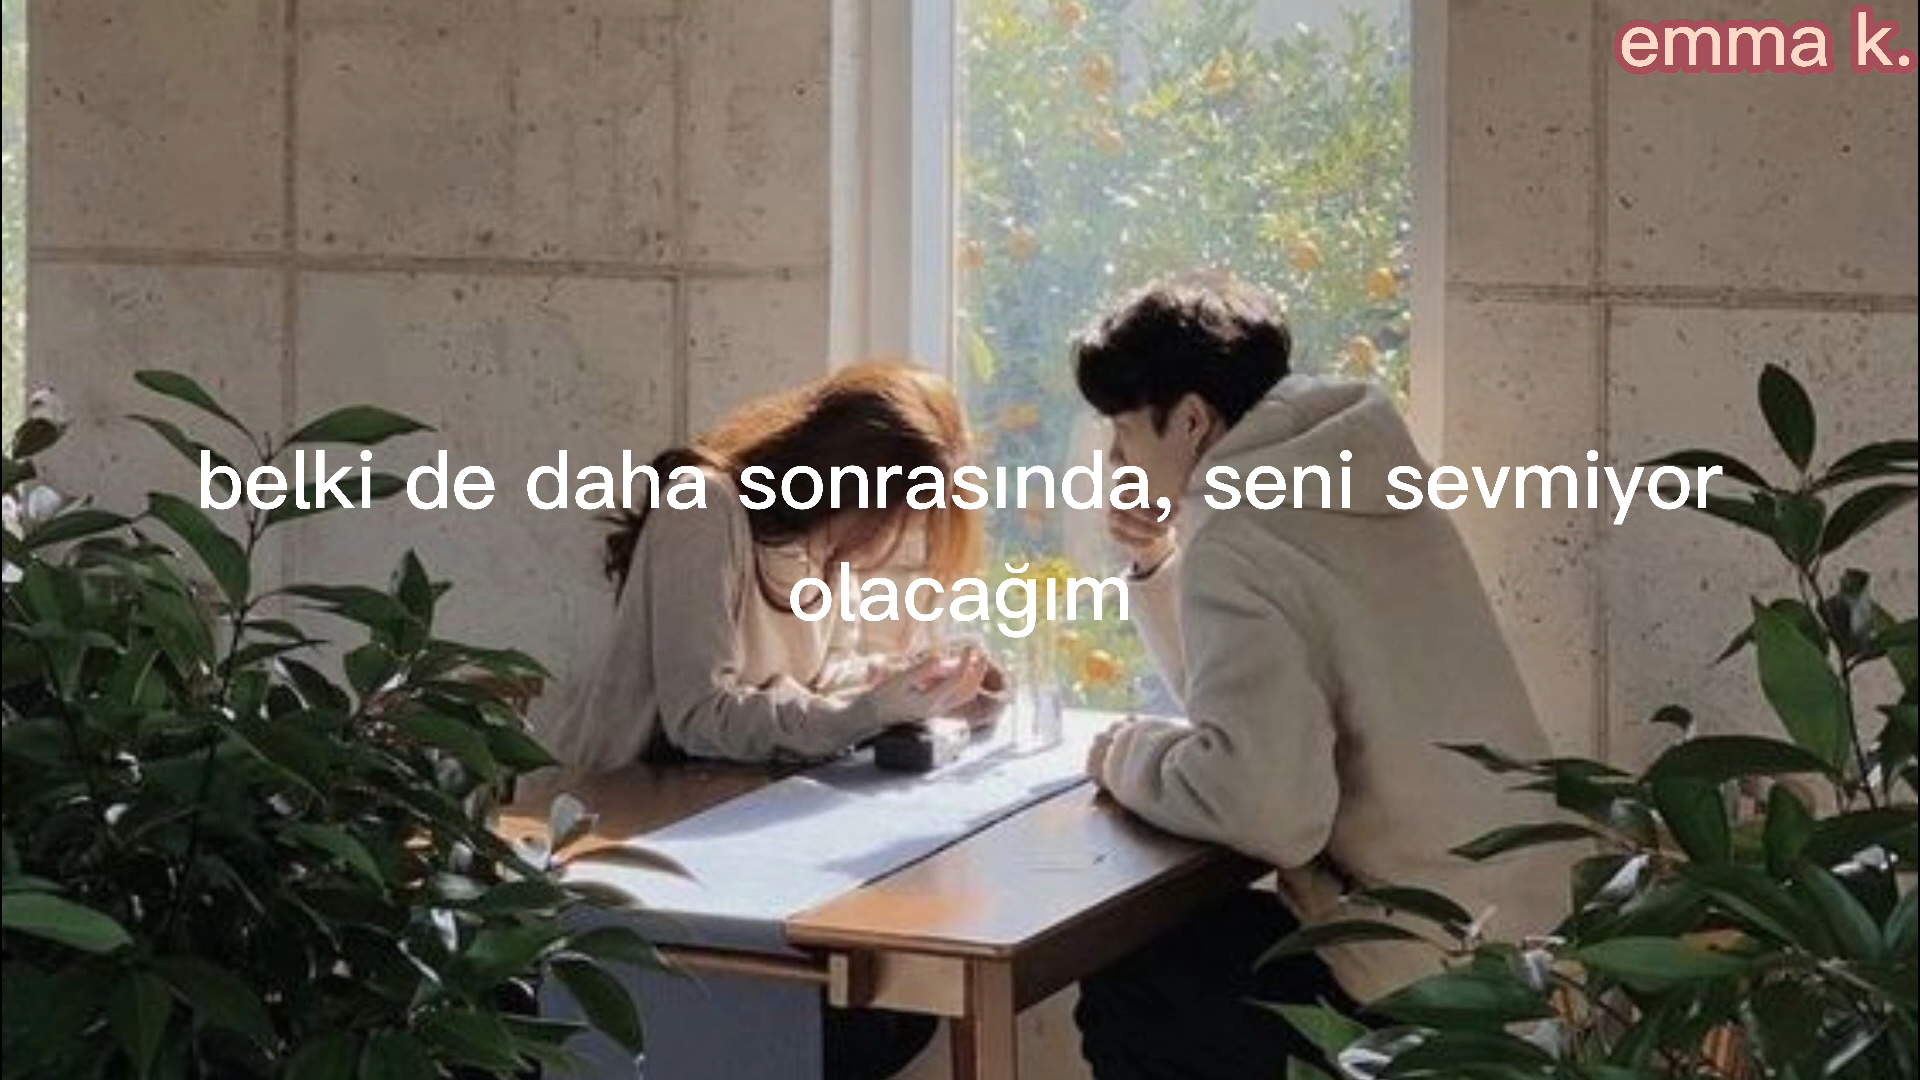 emma k.
belki de daha sonrasında, seni sevmiyor
olacağım